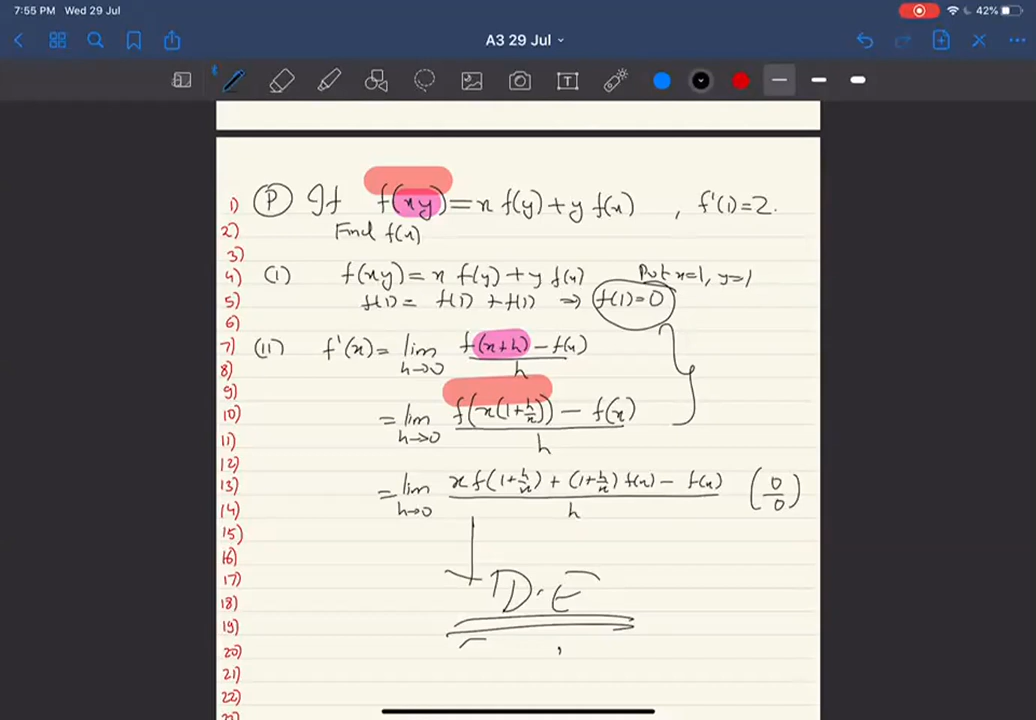 7:55 PM Wed 29 Jul
42%
A3 29 Jul
1) (P) If f(xy) = x f(y) + y f(x) , f'(1) = 2.
2) Find f(x)
3)
4) (i) f(xy) = x f(y) + y f(x) Put x=1, y=1
5) f(1) = f(1) + f(1) ⇒ f(1)=0
6)
7) (ii) f'(x) = lim h→0 (f(x+h) − f(x))/h
8)
9)
10) = lim h→0 (f(x(1+h/x)) − f(x))/h
11)
12)
13) = lim h→0 (x f(1+h/x) + (1+h/x) f(x) − f(x))/h (0/0)
14)
15)
16)
17)
18) D.E
19)
20)
21)
22)